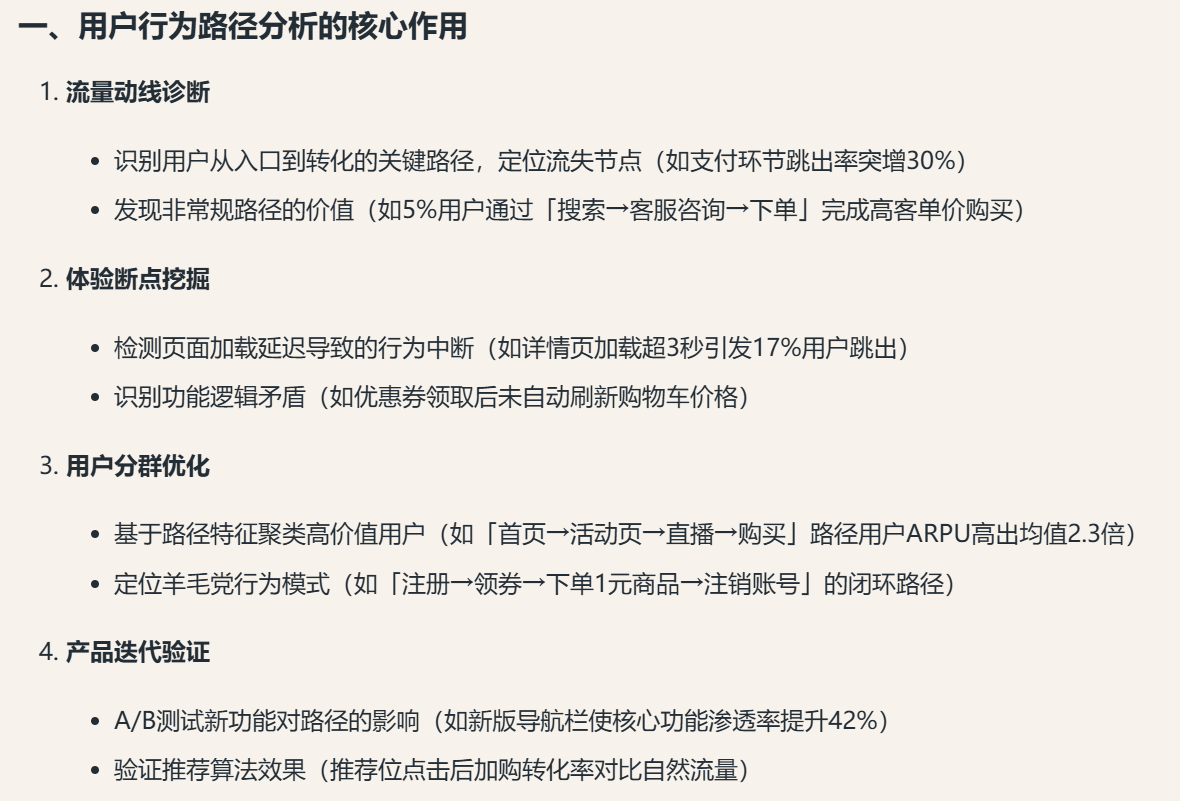 一、用户行为路径分析的核心作用
1. 流量动线诊断
• 识别用户从入口到转化的关键路径，定位流失节点（如支付环节跳出率突增30%）
• 发现非常规路径的价值（如5%用户通过「搜索→客服咨询→下单」完成高客单价购买）
2. 体验断点挖掘
• 检测页面加载延迟导致的行为中断（如详情页加载超3秒引发17%用户跳出）
• 识别功能逻辑矛盾（如优惠券领取后未自动刷新购物车价格）
3. 用户分群优化
• 基于路径特征聚类高价值用户（如「首页→活动页→直播→购买」路径用户ARPU高出均值2.3倍）
• 定位羊毛党行为模式（如「注册→领券→下单1元商品→注销账号」的闭环路径）
4. 产品迭代验证
• A/B测试新功能对路径的影响（如新版导航栏使核心功能渗透率提升42%）
• 验证推荐算法效果（推荐位点击后加购转化率对比自然流量）